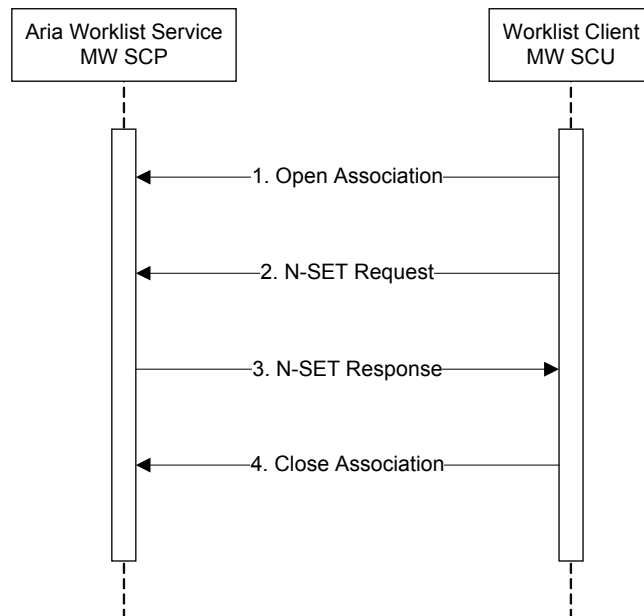 Aria Worklist Service
MW SCP
Worklist Client
MW SCU
1. Open Association
2. N-SET Request
3. N-SET Response
4. Close Association